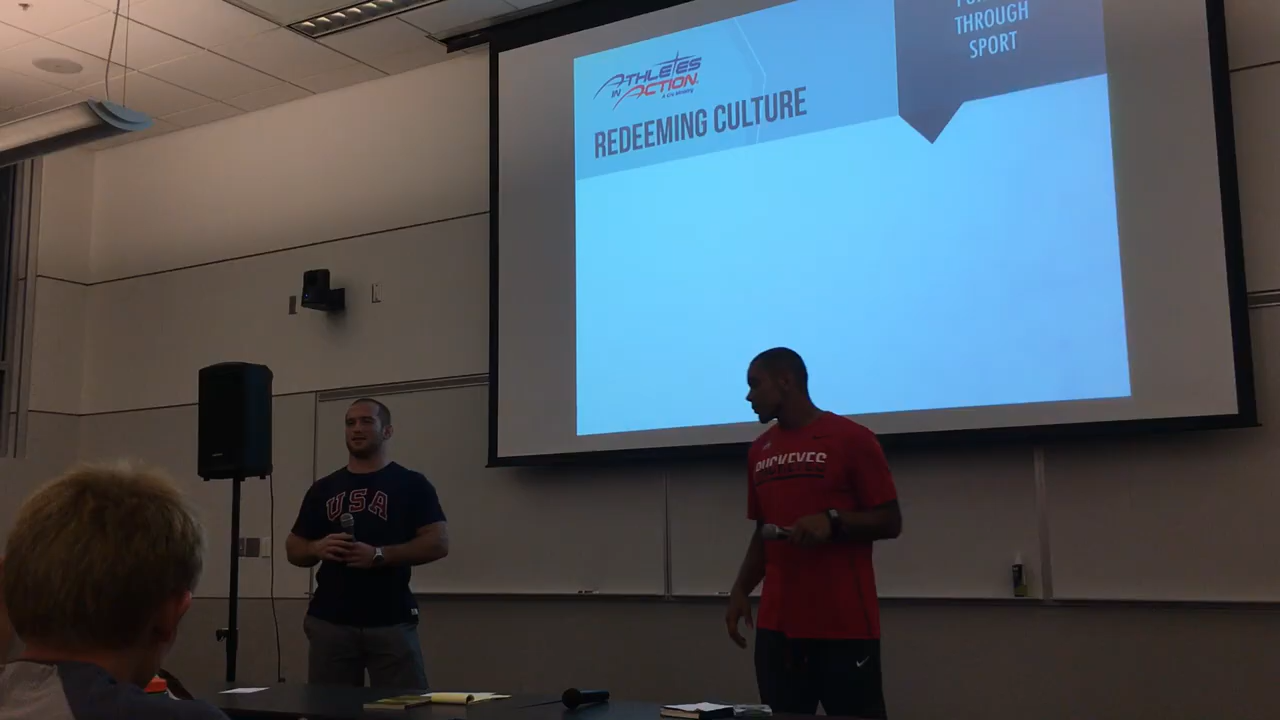 THROUGH
SPORT
ATHLETES
IN ACTION
REDEEMING CULTURE
USA
BUCKEYES